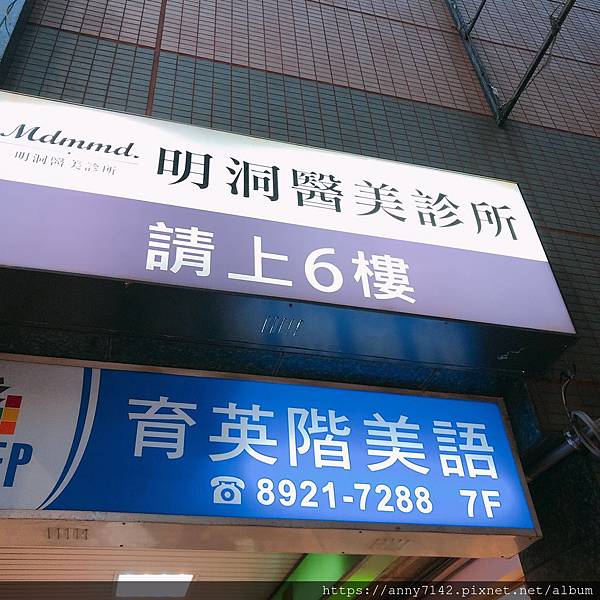 Mdmmd.
明洞醫美診所
明洞醫美診所
請上6樓
育英階美語
EP
☎8921-7288 7F
https://anny7142.pixnet.net/album